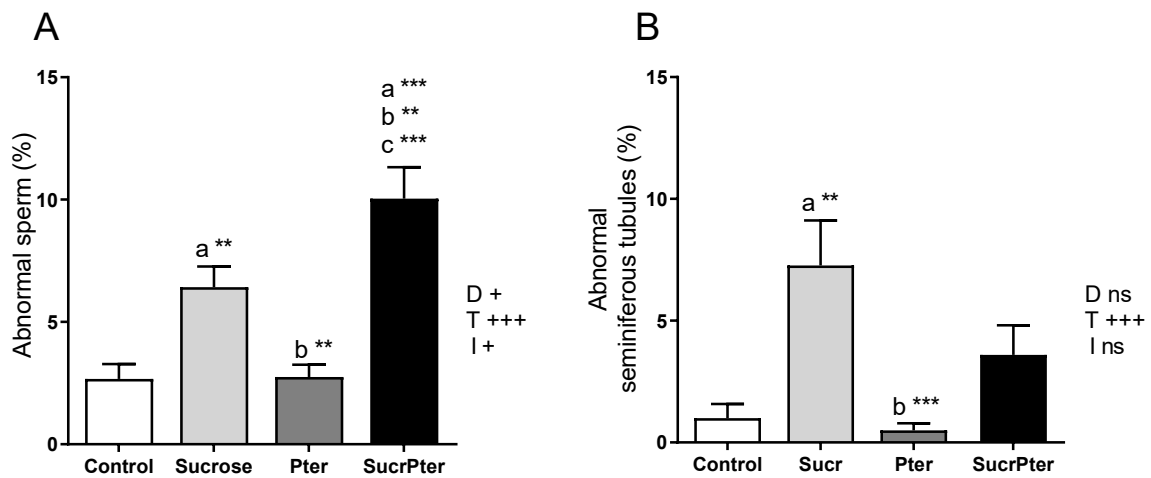 A
Abnormal sperm (%)
15
10
5
0
a **
b **
a ***
b **
c ***
D +
T +++
I +
Control Sucrose Pter SucrPter
B
Abnormal
seminiferous tubules (%)
15
10
5
0
a **
b ***
D ns
T +++
I ns
Control Sucr Pter SucrPter